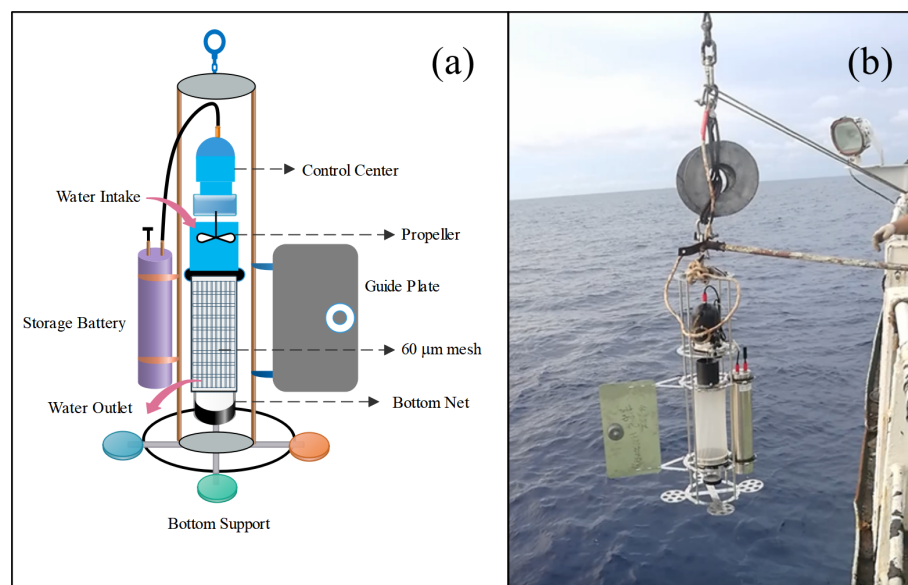 (a)
(b)
Control Center
Water Intake
Propeller
Guide Plate
Storage Battery
60 µm mesh
Bottom Net
Water Outlet
Bottom Support